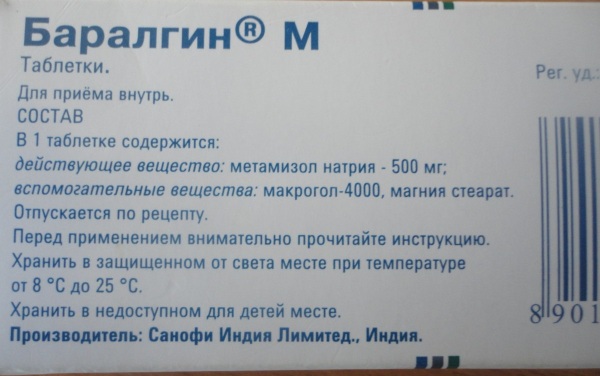 Баралгин® М
Таблетки.
Рег. уд.:
Для приёма внутрь.
СОСТАВ
В 1 таблетке содержится:
действующее вещество: метамизол натрия - 500 мг;
вспомогательные вещества: макрогол-4000, магния стеарат.
Отпускается по рецепту.
Перед применением внимательно прочитайте инструкцию.
Хранить в защищенном от света месте при температуре
от 8 °C до 25 °C.
Хранить в недоступном для детей месте.
8 901
Производитель: Санофи Индия Лимитед., Индия.